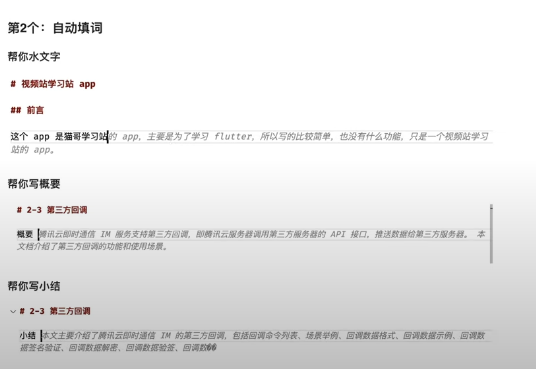 第2个：自动填词
帮你水文字
# 视频站学习站 app
## 前言
这个 app 是猫哥学习站的 app，主要是为了学习 flutter，所以写的比较简单，也没有什么功能，只是一个视频站学习
站的 app。
帮你写概要
# 2-3 第三方回调
概要 腾讯云即时通信 IM 服务支持第三方回调，即腾讯云服务器调用第三方服务器的 API 接口，推送数据给第三方服务器。 本
文档介绍了第三方回调的功能和使用场景。
帮你写小结
# 2-3 第三方回调
小结 本文主要介绍了腾讯云即时通信 IM 的第三方回调，包括回调命令列表、场景举例、回调数据格式、回调数据示例、回调数
据签名验证、回调数据解密、回调数据验签、回调数��